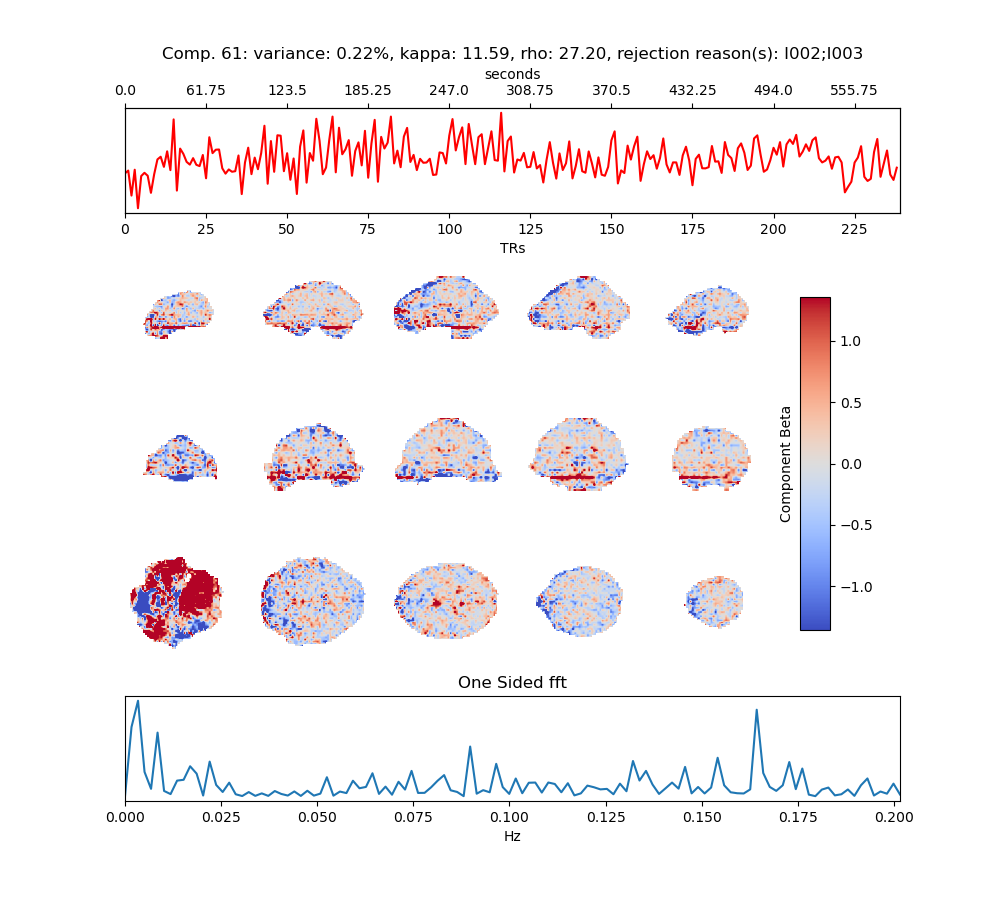 Comp. 61: variance: 0.22%, kappa: 11.59, rho: 27.20, rejection reason(s): I002;I003
seconds
0.0 61.75 123.5 185.25 247.0 308.75 370.5 432.25 494.0 555.75
0 25 50 75 100 125 150 175 200 225
TRs
1.0
0.5
0.0
−0.5
−1.0
Component Beta
One Sided fft
0.000 0.025 0.050 0.075 0.100 0.125 0.150 0.175 0.200
Hz